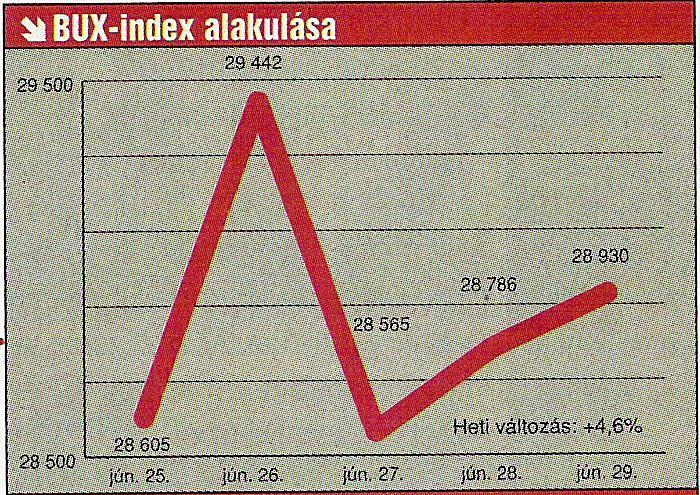 BUX-index alakulása
29 442
29 500
28 930
28 786
28 565
Heti változás: +4,6%
28 605
28 500
jún. 25. jún. 26. jún. 27. jún. 28. jún. 29.